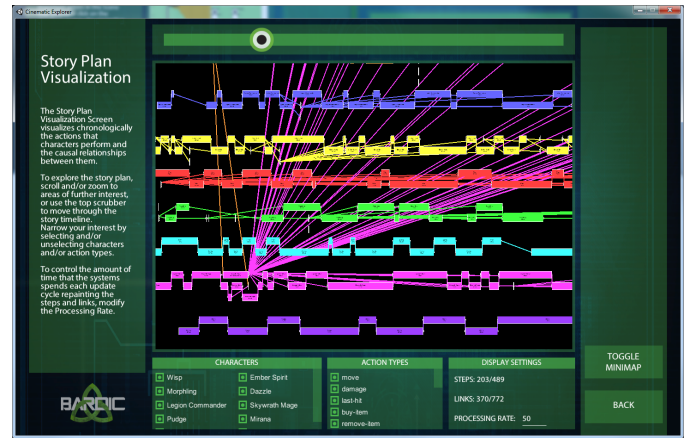 Cinematic Explorer
Story Plan
Visualization
The Story Plan
Visualization Screen
visualizes chronologically
the actions that
characters perform and
the causal relationships
between them.
To explore the story plan,
scroll and/or zoom to
areas of further interest,
or use the top scrubber
to move through the
story timeline.
Narrow your interest by
selecting and/or
unselecting characters
and/or action types.
To control the amount of
time that the systems
spends each update
cycle repainting the
steps and links, modify
the Processing Rate.
BARDIC
CHARACTERS
Wisp
Ember Spirit
Morphling
Dazzle
Legion Commander
Skywrath Mage
Pudge
Mirana
ACTION TYPES
move
damage
last-hit
buy-item
remove-item
DISPLAY SETTINGS
STEPS: 203/489
LINKS: 370/772
PROCESSING RATE: 50
TOGGLE
MINIMAP
BACK